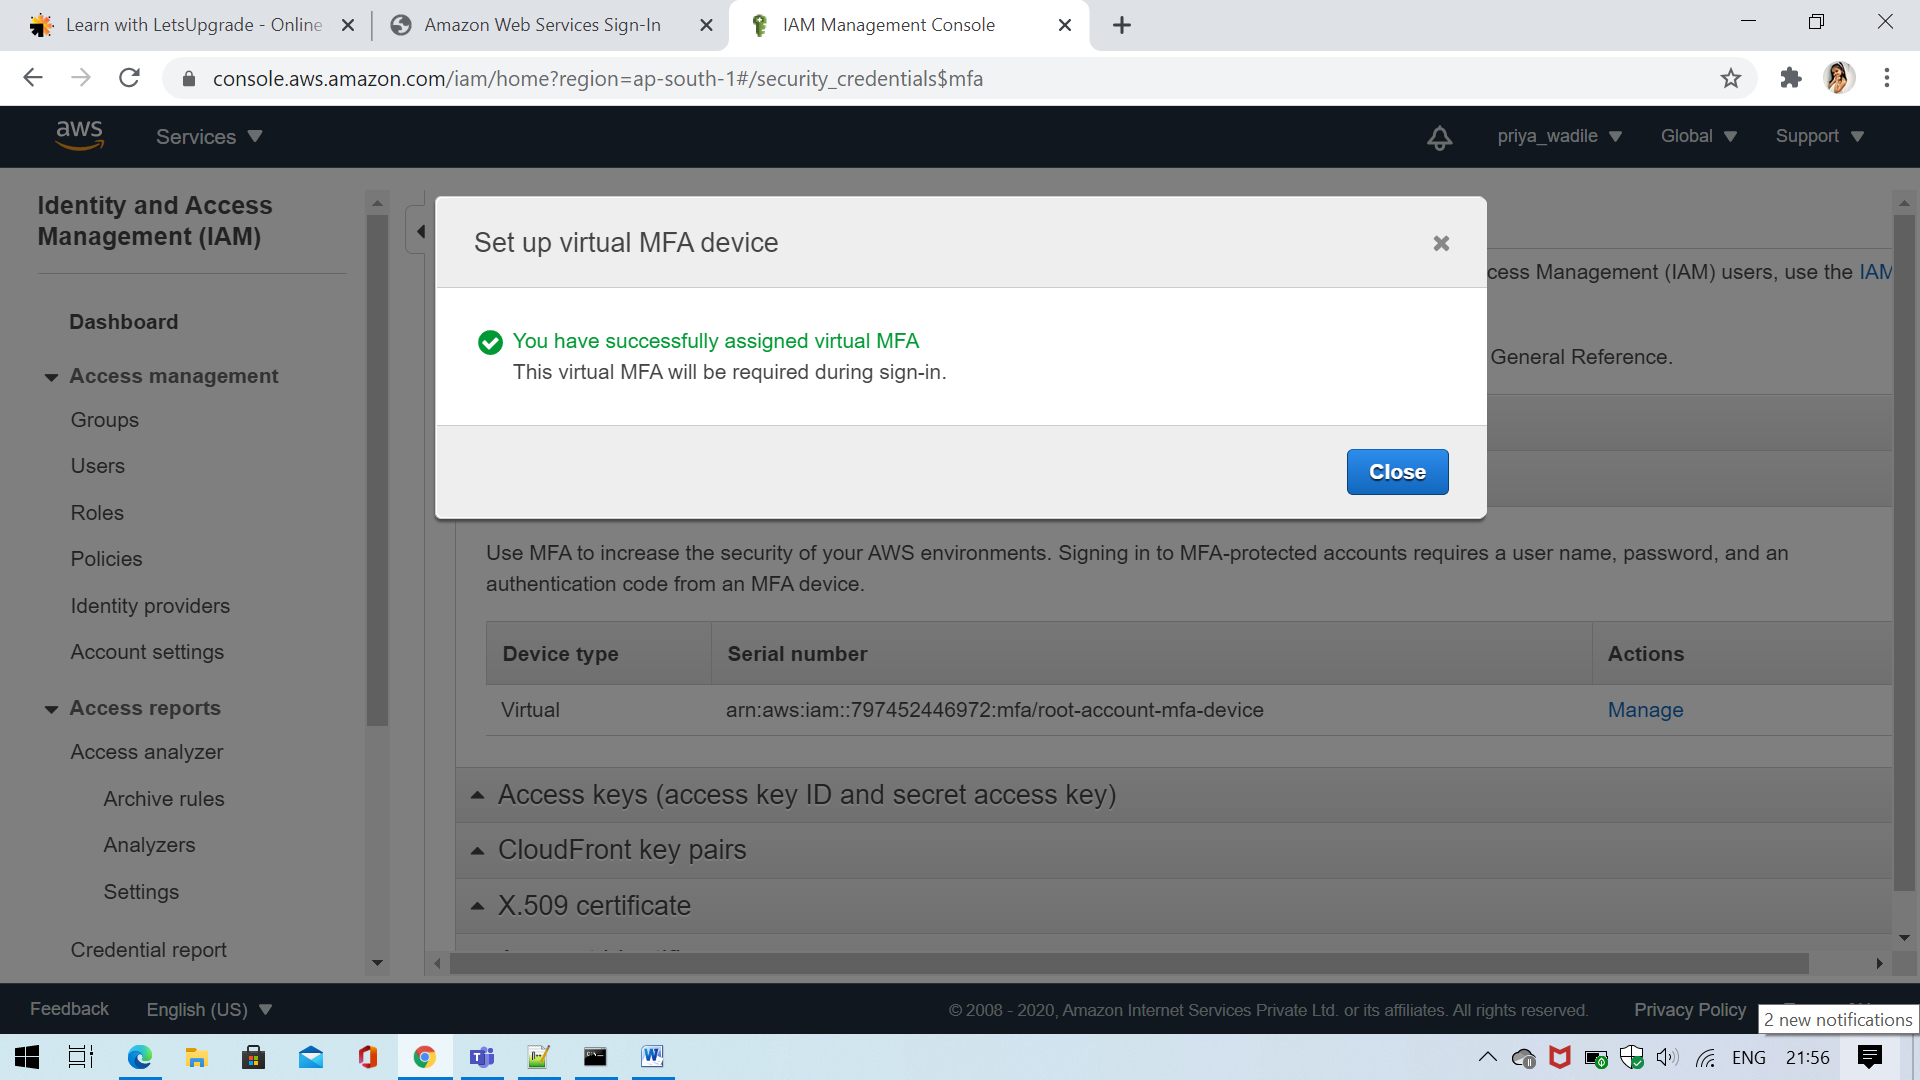 Learn with LetsUpgrade - Online
Amazon Web Services Sign-In
IAM Management Console
console.aws.amazon.com/iam/home?region=ap-south-1#/security_credentials$mfa
aws
Services
priya_wadile
Global
Support
Identity and Access
Management (IAM)
Dashboard
Access management
Groups
Users
Roles
Policies
Identity providers
Account settings
Access reports
Access analyzer
Archive rules
Analyzers
Settings
Credential report
Set up virtual MFA device
cess Management (IAM) users, use the IAM
You have successfully assigned virtual MFA
This virtual MFA will be required during sign-in.
General Reference.
Close
Use MFA to increase the security of your AWS environments. Signing in to MFA-protected accounts requires a user name, password, and an
authentication code from an MFA device.
Device type Serial number Actions
Virtual arn:aws:iam::797452446972:mfa/root-account-mfa-device Manage
Access keys (access key ID and secret access key)
CloudFront key pairs
X.509 certificate
Feedback
English (US)
© 2008 - 2020, Amazon Internet Services Private Ltd. or its affiliates. All rights reserved.
Privacy Policy
2 new notifications
ENG
21:56